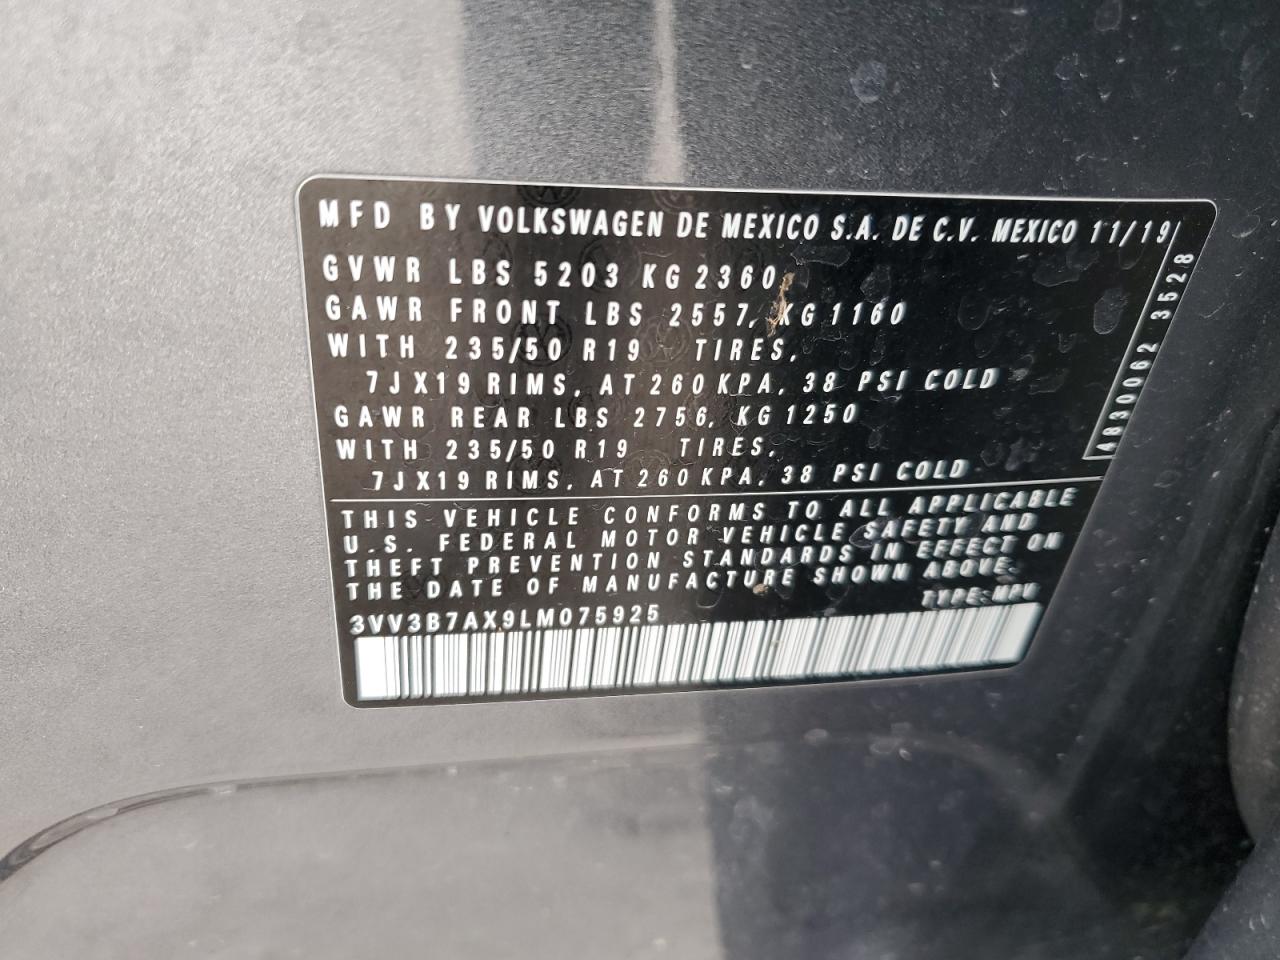 MFD BY VOLKSWAGEN DE MEXICO S.A. DE C.V. MEXICO 11/19
GVWR LBS 5203 KG 2360
GAWR FRONT LBS 2557, KG 1160
WITH 235/50 R19 TIRES,
7JX19 RIMS, AT 260 KPA, 38 PSI COLD
GAWR REAR LBS 2756, KG 1250
WITH 235/50 R19 TIRES,
7JX19 RIMS, AT 260 KPA, 38 PSI COLD
4830062 3528
THIS VEHICLE CONFORMS TO ALL APPLICABLE
U.S. FEDERAL MOTOR VEHICLE SAFETY AND
THEFT PREVENTION STANDARDS IN EFFECT ON
THE DATE OF MANUFACTURE SHOWN ABOVE.
TYPE: MPV
3VV3B7AX9LM075925